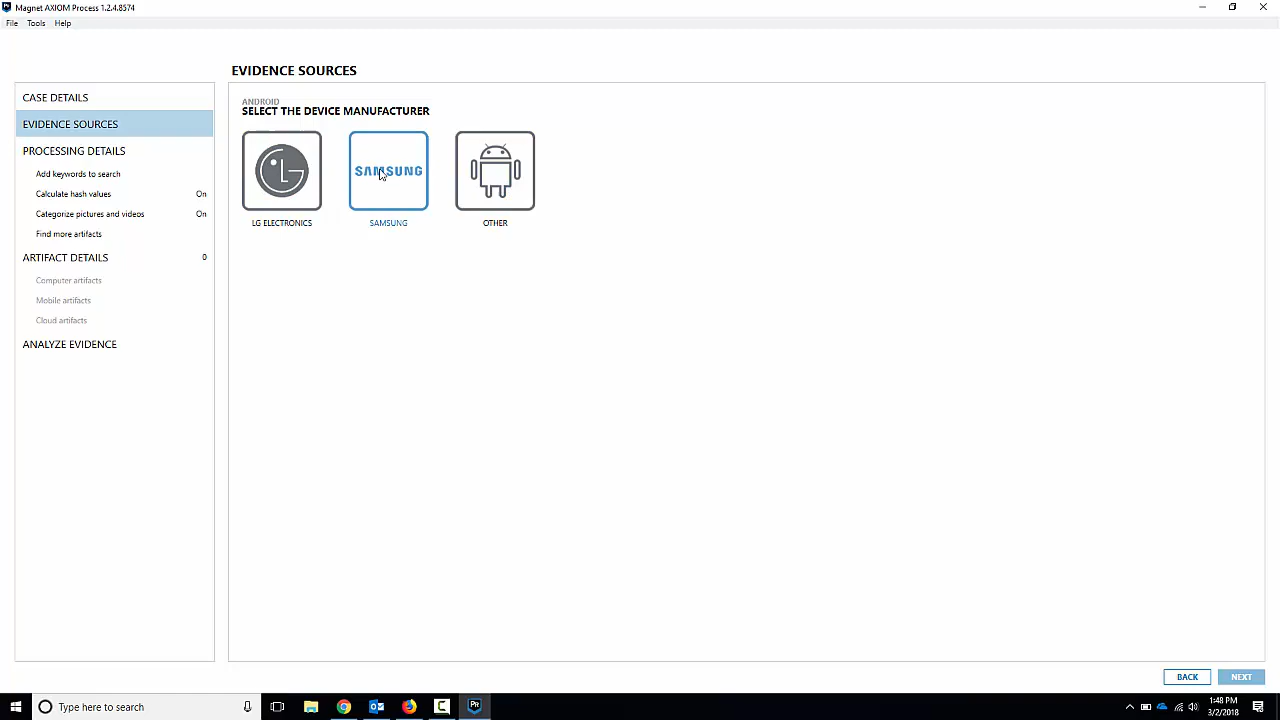 Magnet AXIOM Process 1.2.4.8574
File Tools Help
EVIDENCE SOURCES
CASE DETAILS
EVIDENCE SOURCES
PROCESSING DETAILS
Add keywords to search
Calculate hash values On
Categorize pictures and videos On
Find more artifacts
ARTIFACT DETAILS 0
Computer artifacts
Mobile artifacts
Cloud artifacts
ANALYZE EVIDENCE
ANDROID
SELECT THE DEVICE MANUFACTURER
LG SAMSUNG
LG ELECTRONICS SAMSUNG OTHER
BACK NEXT
Type here to search
Pr
1:48 PM
3/2/2018